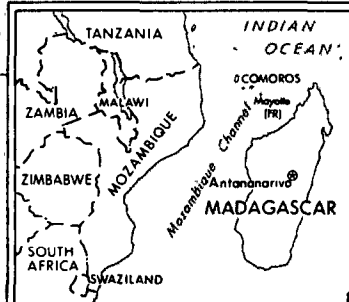 TANZANIA
INDIAN
OCEAN
COMOROS
Mayotte
(FR)
ZAMBIA
MALAWI
MOZAMBIQUE
Mozambique Channel
ZIMBABWE
Antananarivo
MADAGASCAR
SOUTH
AFRICA
SWAZILAND